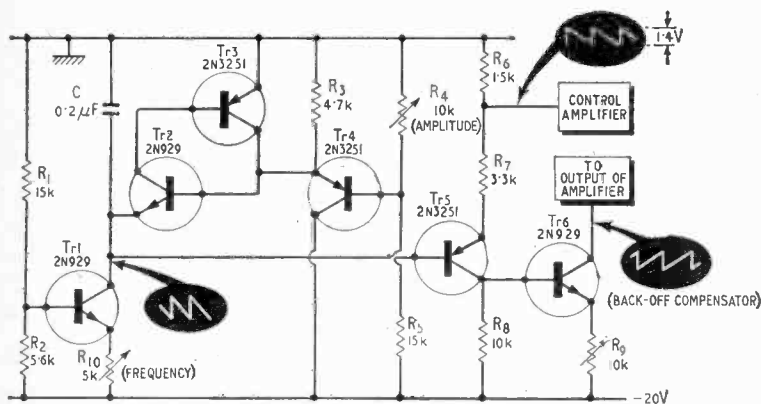 Tr3
2N3251
C
0·2μF
R3
4·7k
R4
10k
(AMPLITUDE)
R6
1·5k
1·4V
CONTROL
AMPLIFIER
Tr2
2N929
Tr4
2N3251
R1
15k
R7
3·3k
TO
OUTPUT OF
AMPLIFIER
Tr5
2N3251
Tr6
2N929
Tr1
2N929
(BACK-OFF COMPENSATOR)
R2
5·6k
R10
5k
(FREQUENCY)
R5
15k
R8
10k
R9
10k
-20V